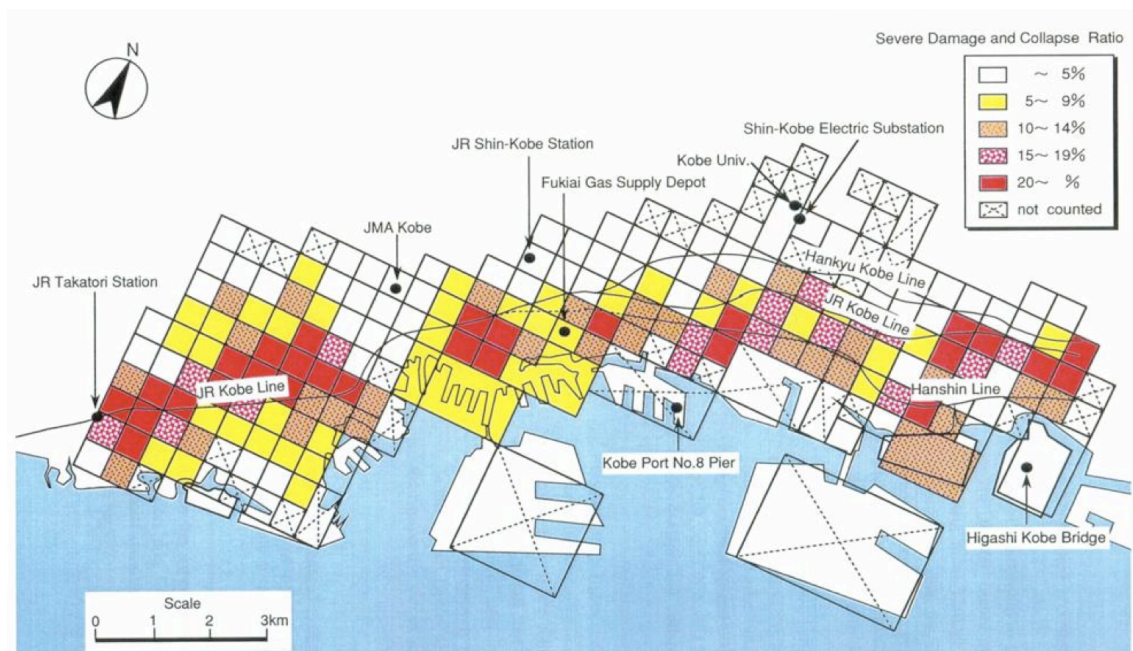 Severe Damage and Collapse Ratio
~ 5%
5~ 9%
10~ 14%
15~ 19%
20~ %
not counted
N
Shin-Kobe Electric Substation
JR Shin-Kobe Station
Kobe Univ.
Fukiai Gas Supply Depot
JMA Kobe
Hankyu Kobe Line
JR Takatori Station
JR Kobe Line
JR Kobe Line
Hanshin Line
Kobe Port No.8 Pier
Higashi Kobe Bridge
Scale
0 1 2 3km